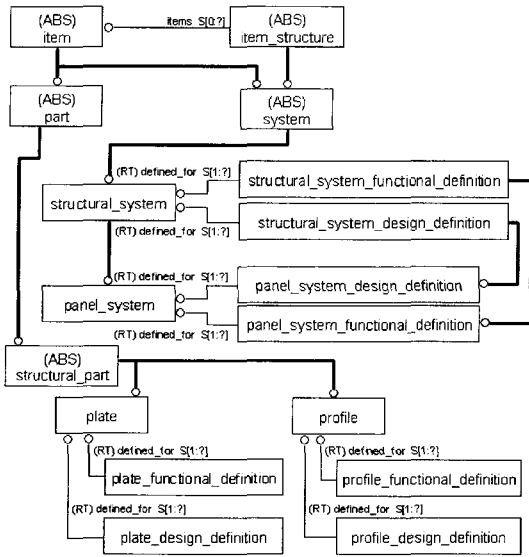 (ABS)
item
items S[0:?]
(ABS)
item_structure
(ABS)
part
(ABS)
system
(RT) defined_for S[1:?]
structural_system_functional_definition
structural_system
(RT) defined_for S[1:?]
structural_system_design_definition
(RT) defined_for S[1:?]
panel_system_design_definition
panel_system
(RT) defined_for S[1:?]
panel_system_functional_definition
(ABS)
structural_part
plate
profile
(RT) defined_for S[1:?]
plate_functional_definition
(RT) defined_for S[1:?]
profile_functional_definition
(RT) defined_for S[1:?]
plate_design_definition
(RT) defined_for S[1:?]
profile_design_definition